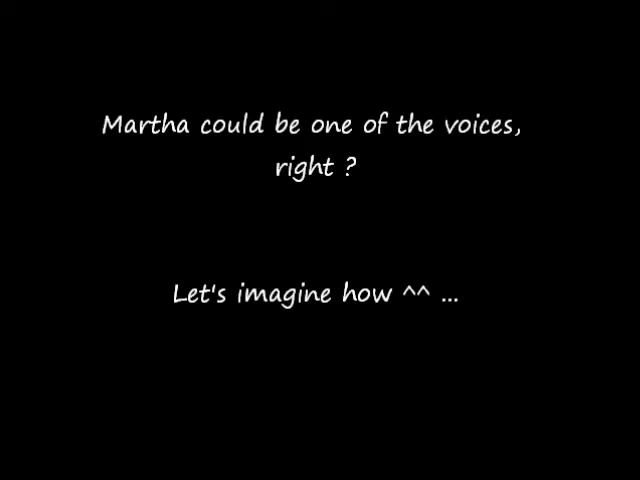 Martha could be one of the voices,
right ?
Let's imagine how ^^ ...